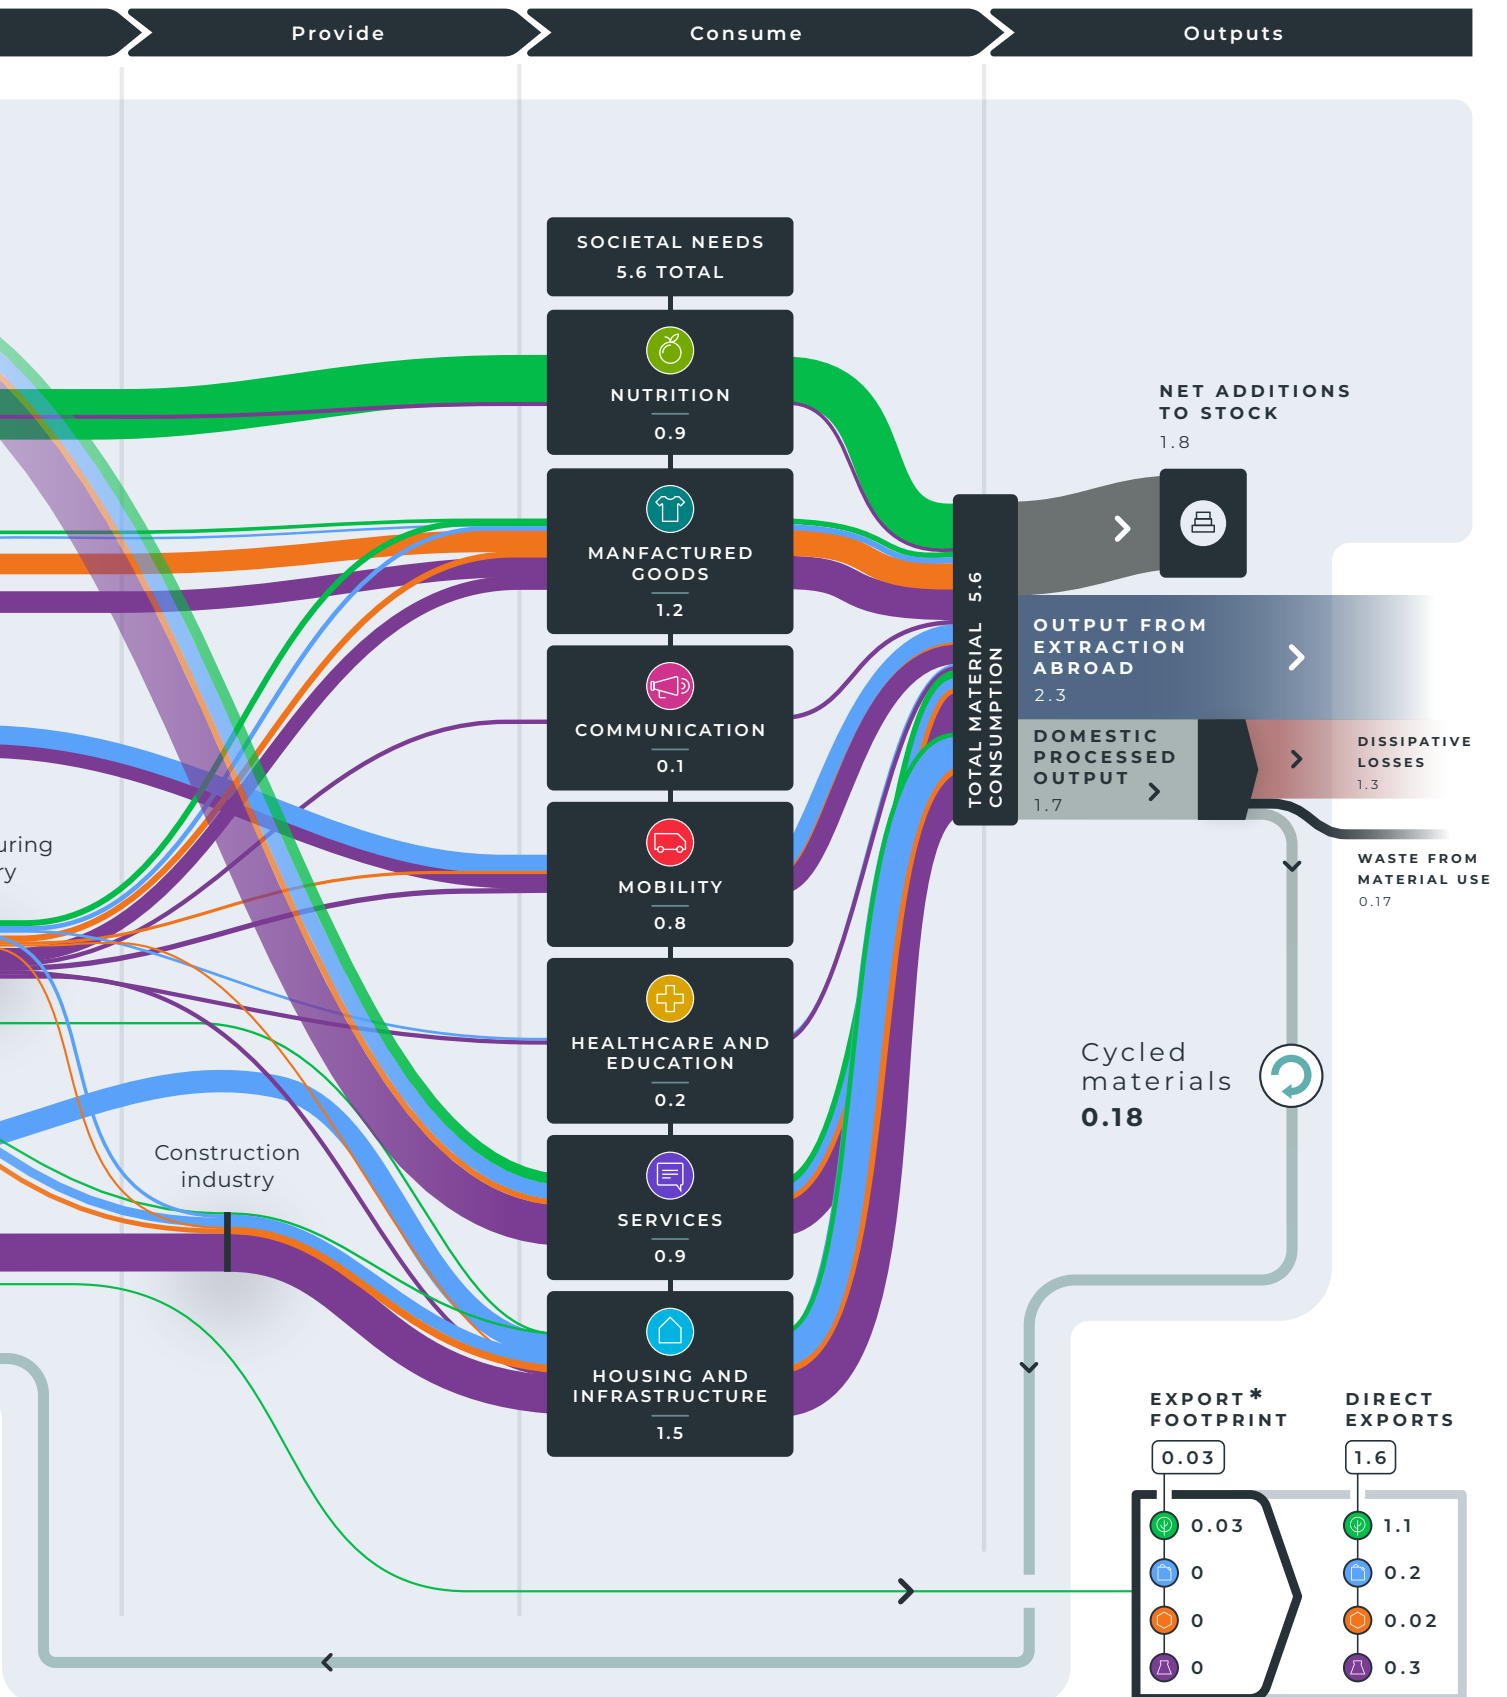 Provide
Consume
Outputs
SOCIETAL NEEDS
5.6 TOTAL
NUTRITION
0.9
MANFACTURED
GOODS
1.2
COMMUNICATION
0.1
MOBILITY
0.8
HEALTHCARE AND
EDUCATION
0.2
SERVICES
0.9
HOUSING AND
INFRASTRUCTURE
1.5
uring
ry
Construction
industry
TOTAL MATERIAL 5.6
CONSUMPTION
NET ADDITIONS
TO STOCK
1.8
OUTPUT FROM
EXTRACTION
ABROAD
2.3
DOMESTIC
PROCESSED
OUTPUT
1.7
DISSIPATIVE
LOSSES
1.3
WASTE FROM
MATERIAL USE
0.17
Cycled
materials
0.18
EXPORT*
FOOTPRINT
0.03
0.03
0
0
0
DIRECT
EXPORTS
1.6
1.1
0.2
0.02
0.3